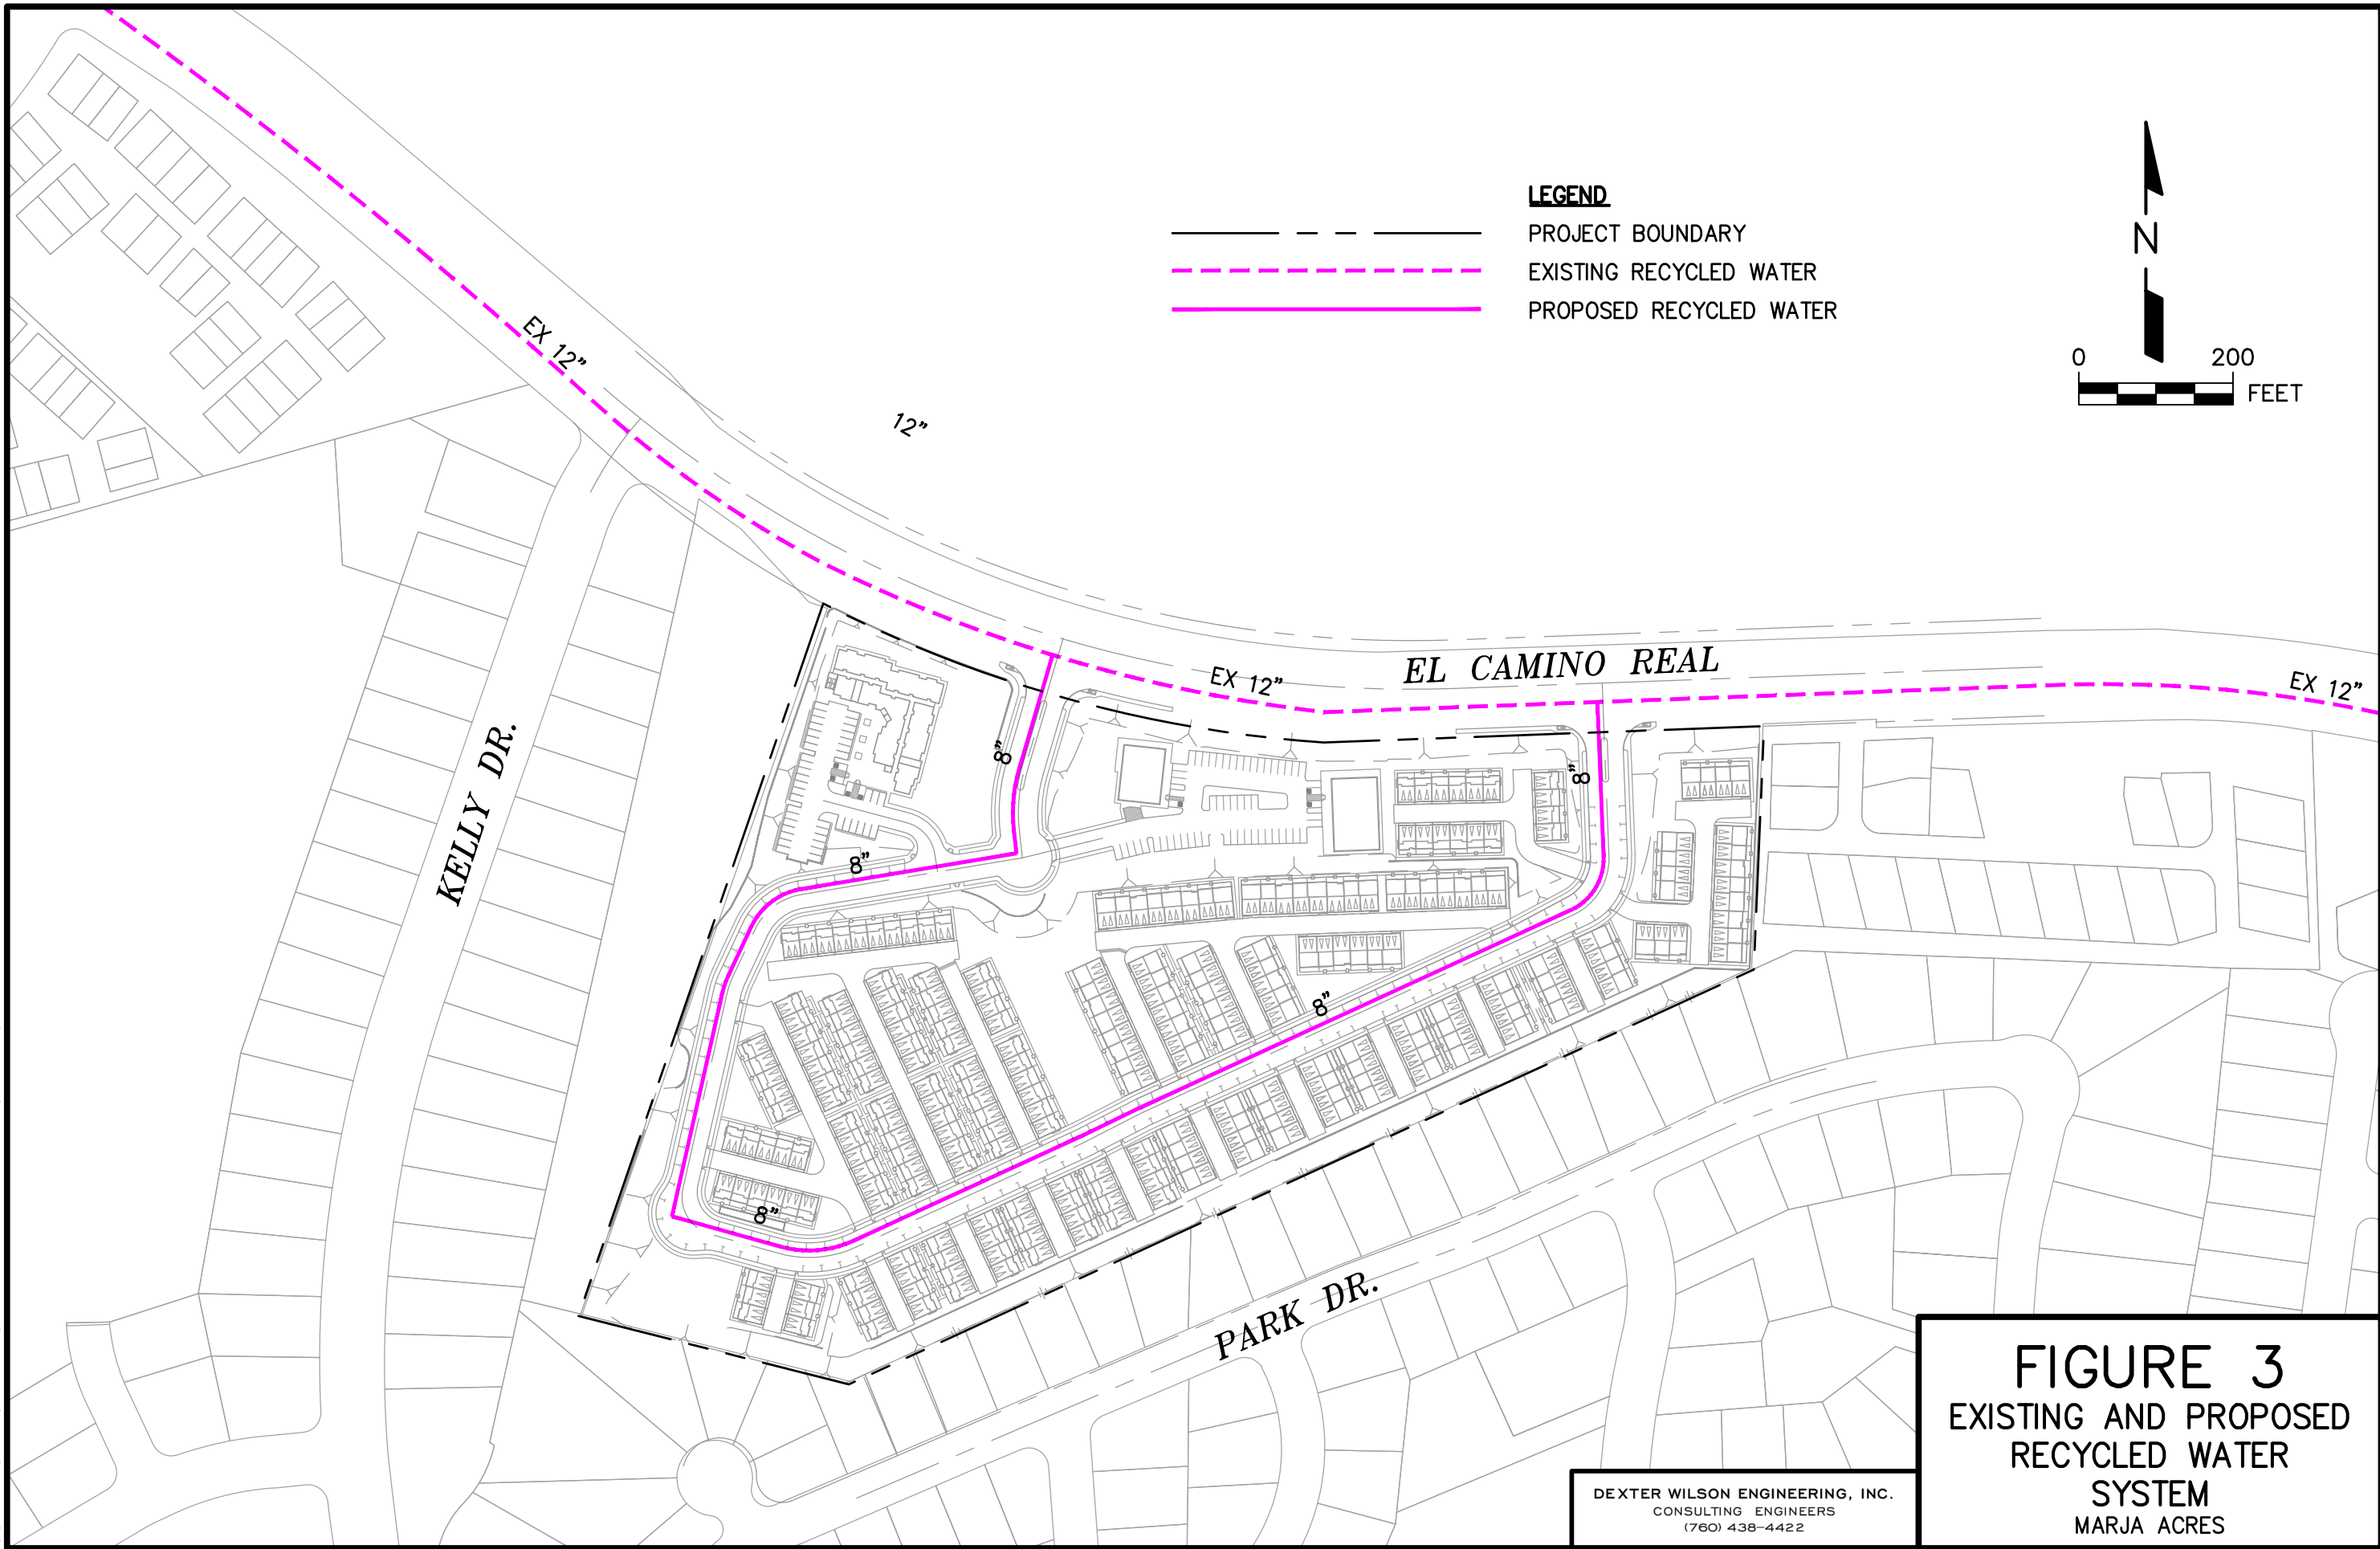 LEGEND
PROJECT BOUNDARY
EXISTING RECYCLED WATER
PROPOSED RECYCLED WATER
N
0 200
FEET
EX 12"
12"
EX 12"
EL CAMINO REAL
EX 12"
KELLY DR.
8"
8"
8"
8"
8"
PARK DR.
DEXTER WILSON ENGINEERING, INC.
CONSULTING ENGINEERS
(760) 438-4422
FIGURE 3
EXISTING AND PROPOSED
RECYCLED WATER
SYSTEM
MARJA ACRES